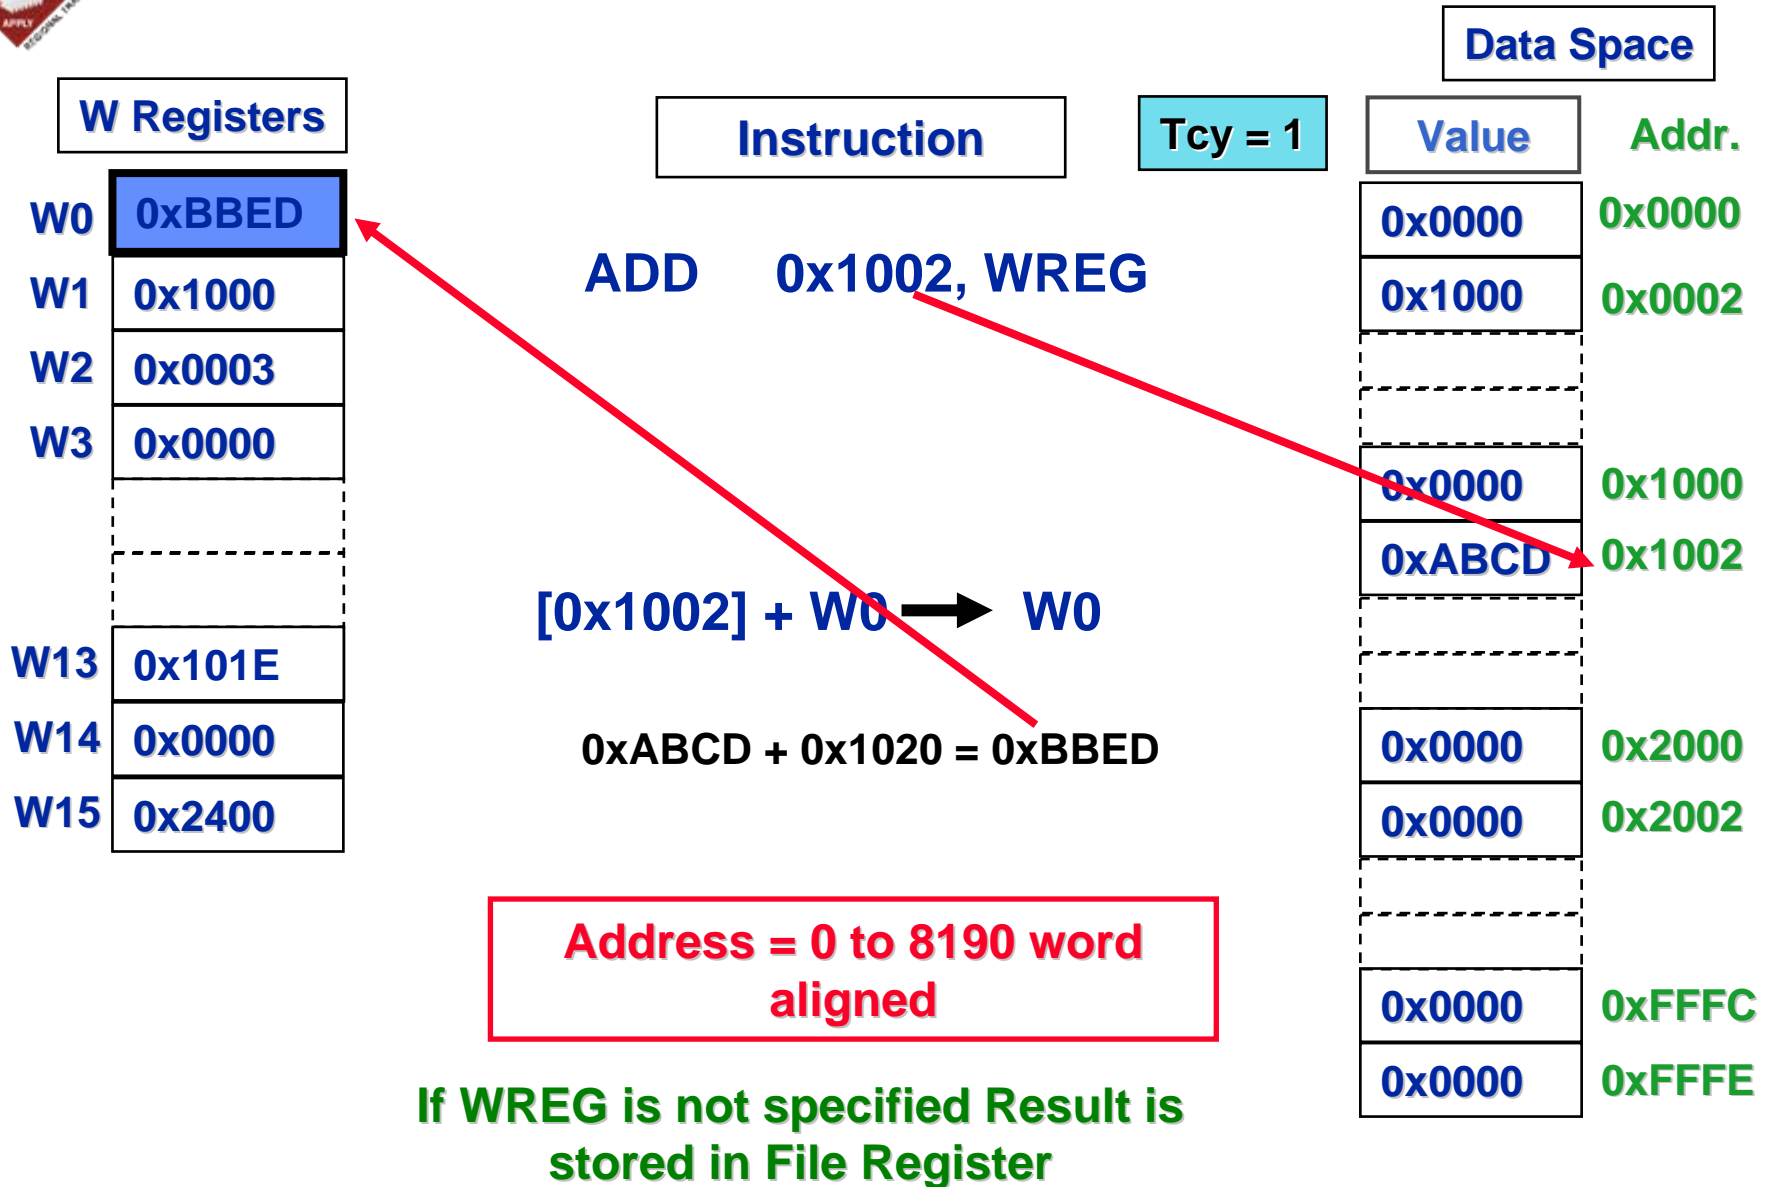 APPLY
Data Space
W Registers
Instruction
Tcy = 1
Value
Addr.
W0 0xBBED
W1 0x1000
W2 0x0003
W3 0x0000
W13 0x101E
W14 0x0000
W15 0x2400
ADD 0x1002, WREG
[0x1002] + W0 W0
0xABCD + 0x1020 = 0xBBED
Address = 0 to 8190 word
aligned
If WREG is not specified Result is
stored in File Register
0x0000 0x0000
0x1000 0x0002
0x0000 0x1000
0xABCD 0x1002
0x0000 0x2000
0x0000 0x2002
0x0000 0xFFFC
0x0000 0xFFFE